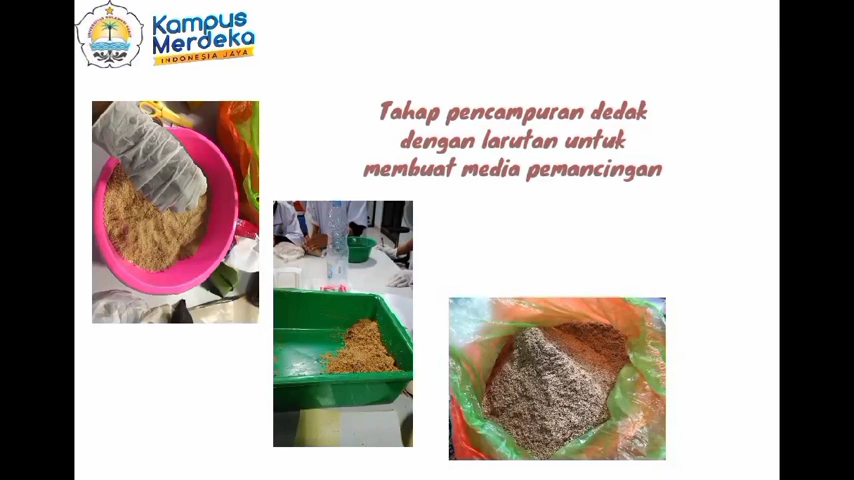 Kampus
Merdeka
INDONESIA JAYA
Tahap pencampuran dedak
dengan larutan untuk
membuat media pemancingan